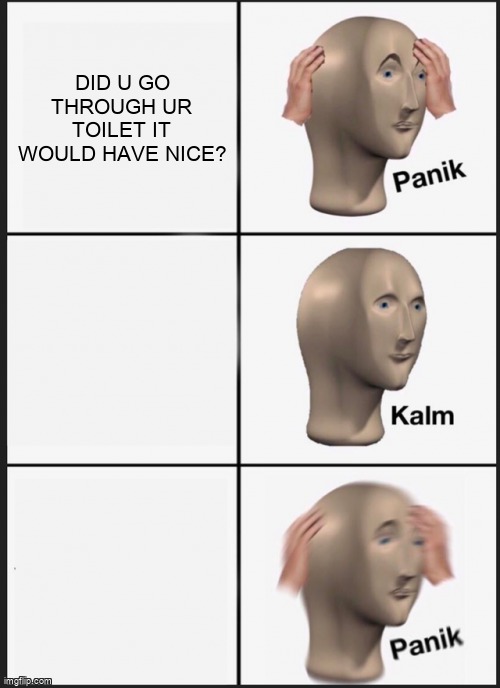 DID U GO
THROUGH UR
TOILET IT
WOULD HAVE NICE?
Panik
Kalm
Panik
imgflip.com